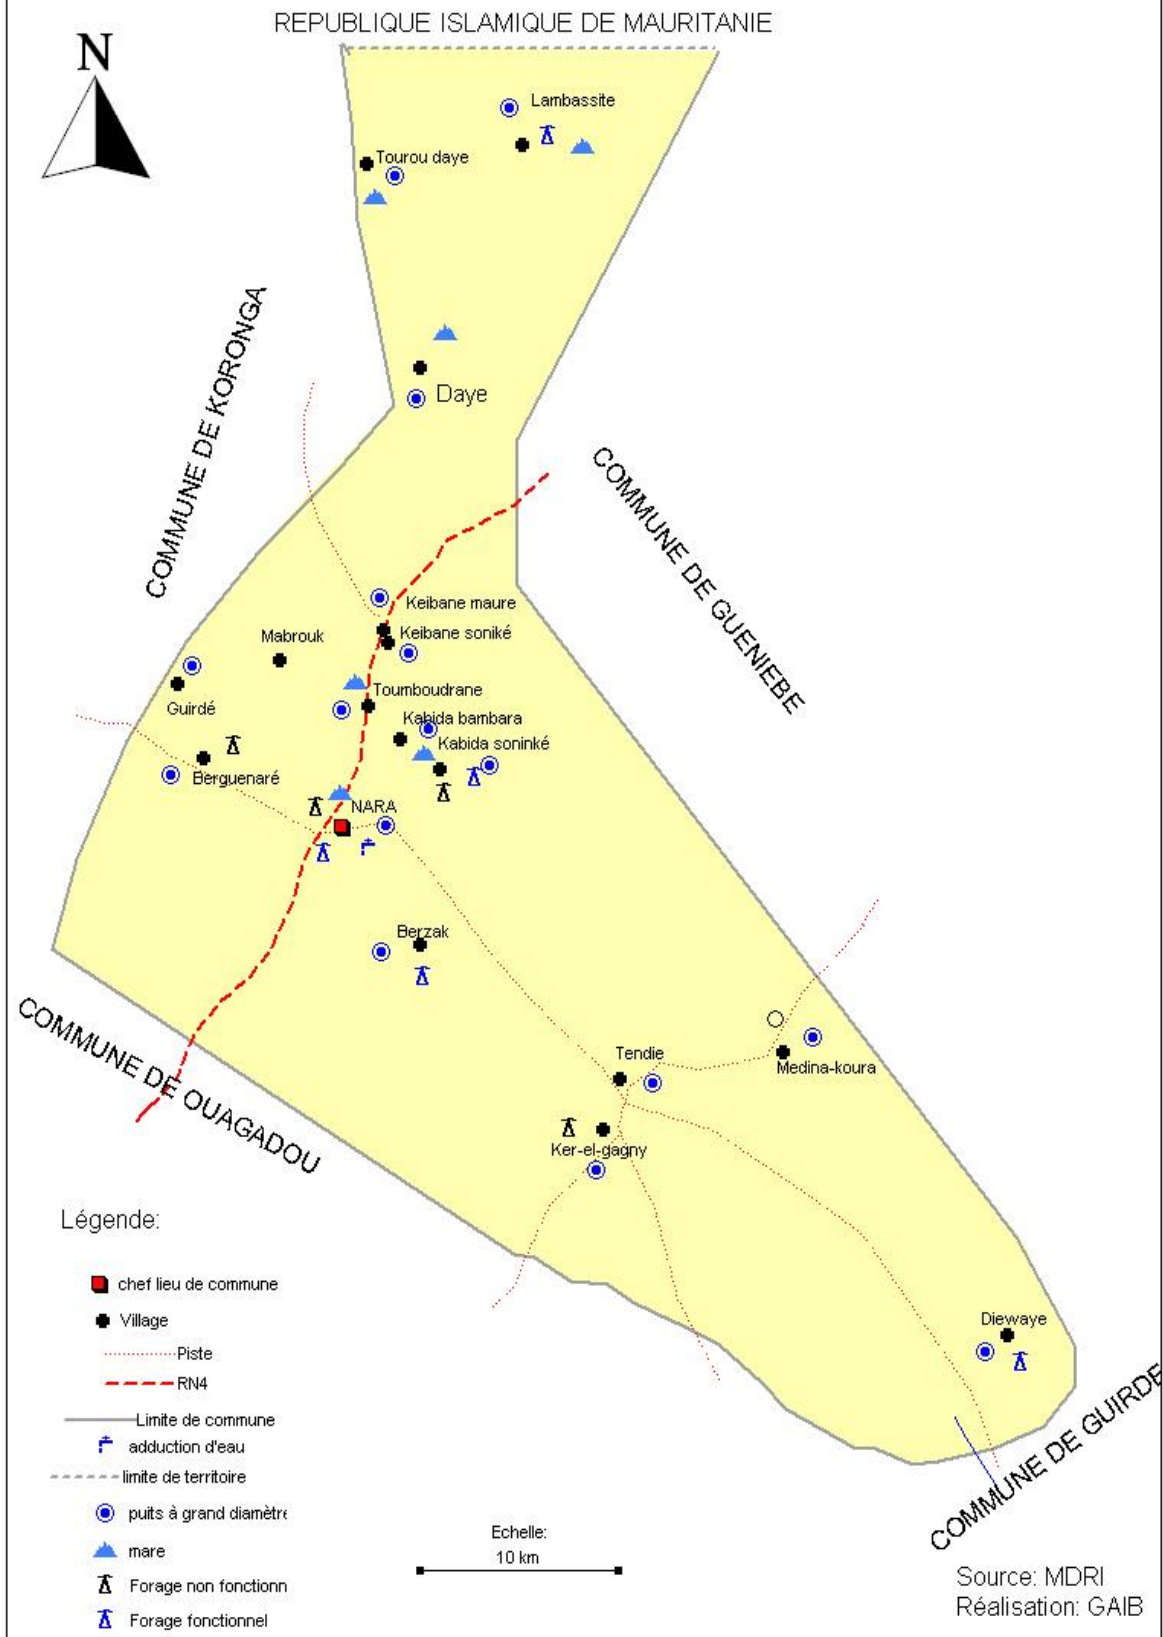 REPUBLIQUE ISLAMIQUE DE MAURITANIE
N
Lambassite
Tourou daye
COMMUNE DE KORONGA
Daye
COMMUNE DE GUENIEBE
Keibane maure
Keibane soniké
Mabrouk
Guirdé
Toumboudrane
Kabida bambara
Kabida soninké
Berguenaré
NARA
Berzak
COMMUNE DE OUAGADOU
Tendie
Medina-koura
Ker-el-gagny
Diewaye
COMMUNE DE GUIRDE
Légende:
chef lieu de commune
Village
Piste
RN4
Limite de commune
adduction d'eau
limite de territoire
puits à grand diamètre
mare
Forage non fonctionn
Forage fonctionnel
Echelle:
10 km
Source: MDRI
Réalisation: GAIB